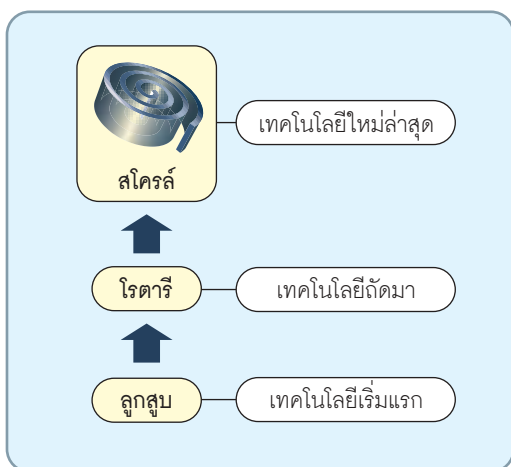 เทคโนโลยีใหม่ล่าสุด
สโครล์
โรตารี
เทคโนโลยีถัดมา
ลูกสูบ
เทคโนโลยีเริ่มแรก